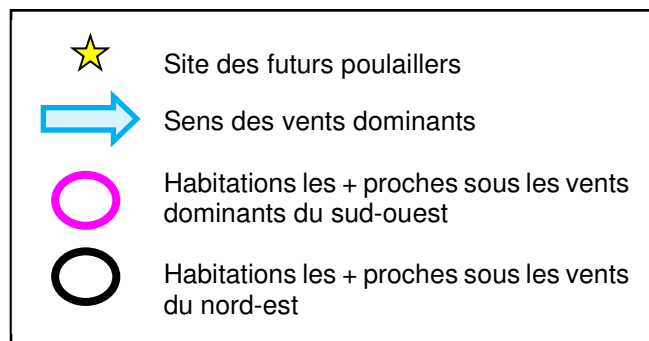 Site des futurs poulaillers
Sens des vents dominants
Habitations les + proches sous les vents
dominants du sud-ouest
Habitations les + proches sous les vents
du nord-est